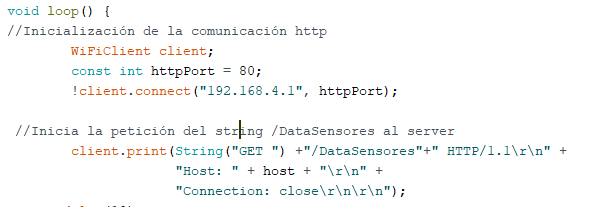 void loop() {
//Inicialización de la comunicación http
WiFiClient client;
const int httpPort = 80;
!client.connect("192.168.4.1", httpPort);
//Inicia la petición del string /DataSensores al server
client.print(String("GET ") +"/DataSensores"+" HTTP/1.1\r\n" +
"Host: " + host + "\r\n" +
"Connection: close\r\n\r\n");